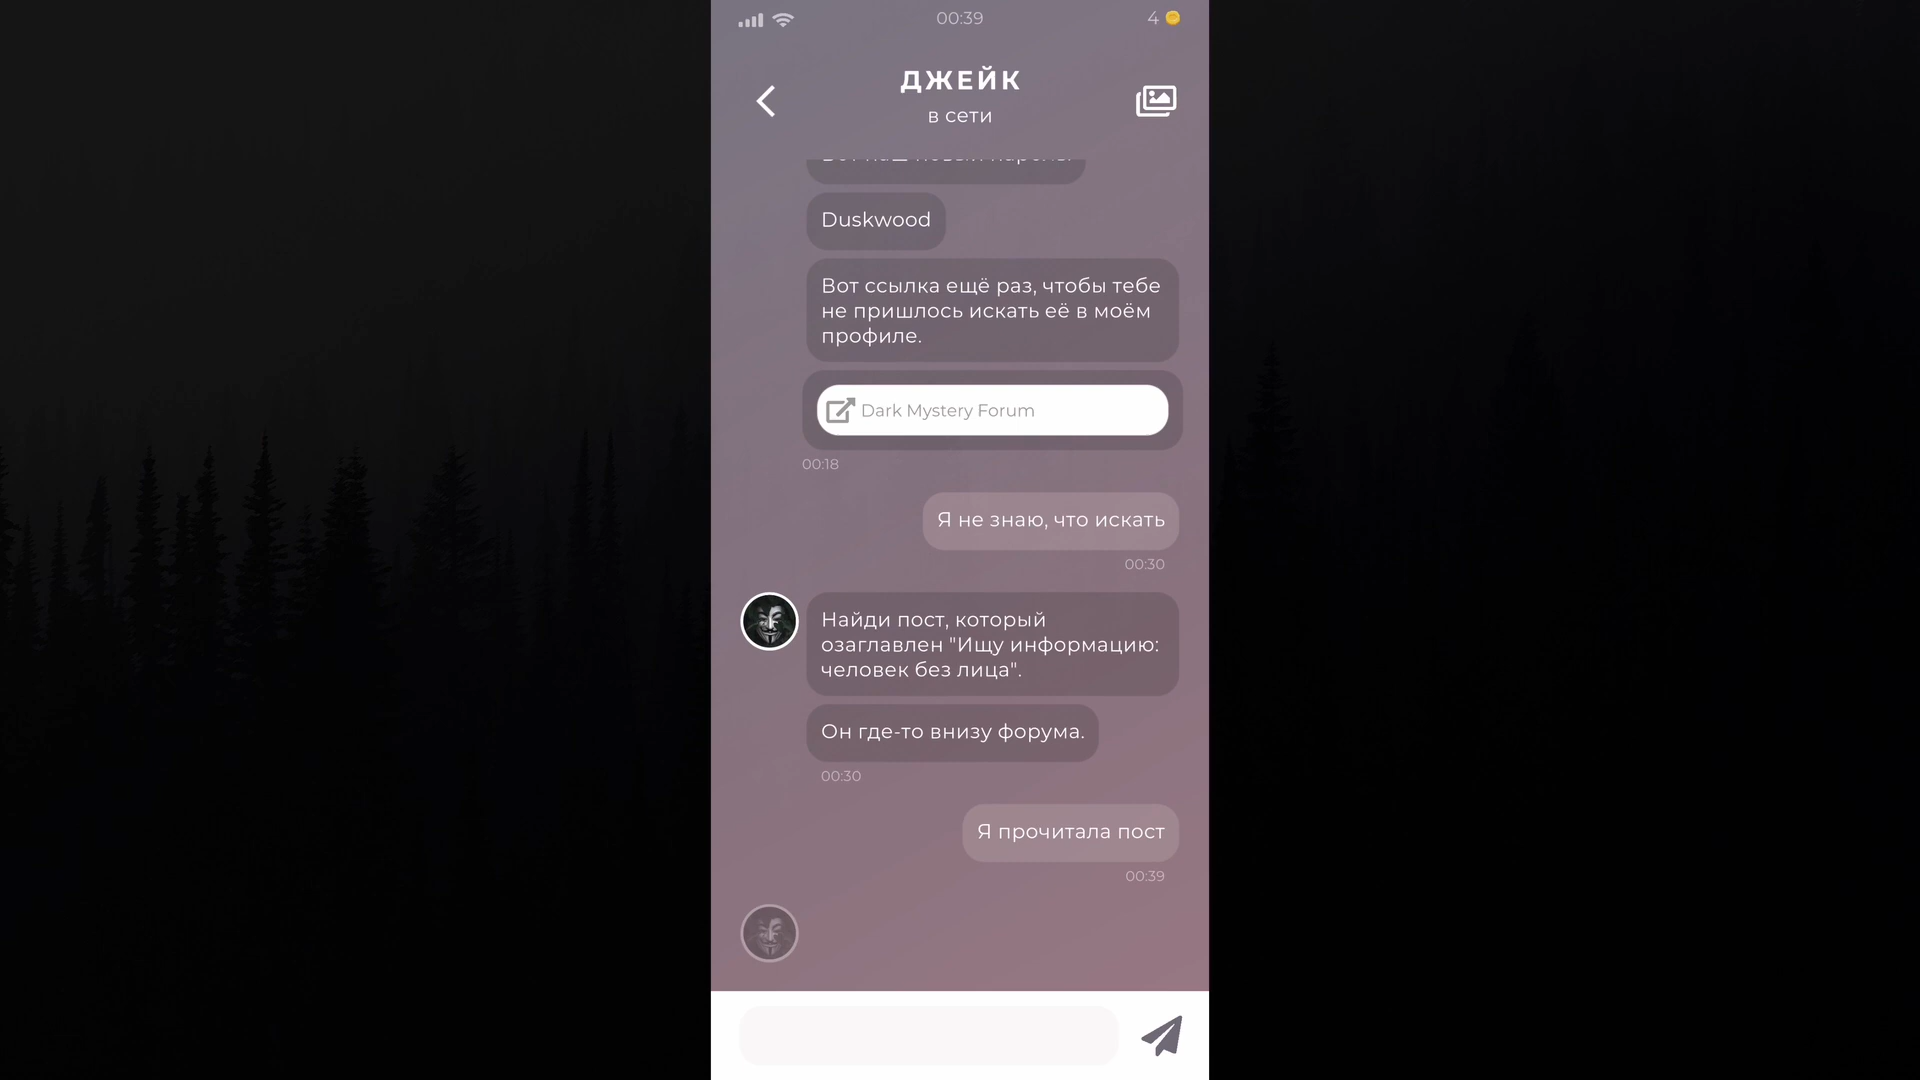 00:39
4
ДЖЕЙК
в сети
Duskwood
Вот ссылка ещё раз, чтобы тебе
не пришлось искать её в моём
профиле.
Dark Mystery Forum
00:18
Я не знаю, что искать
00:30
Найди пост, который
озаглавлен "Ищу информацию:
человек без лица".
Он где-то внизу форума.
00:30
Я прочитала пост
00:39